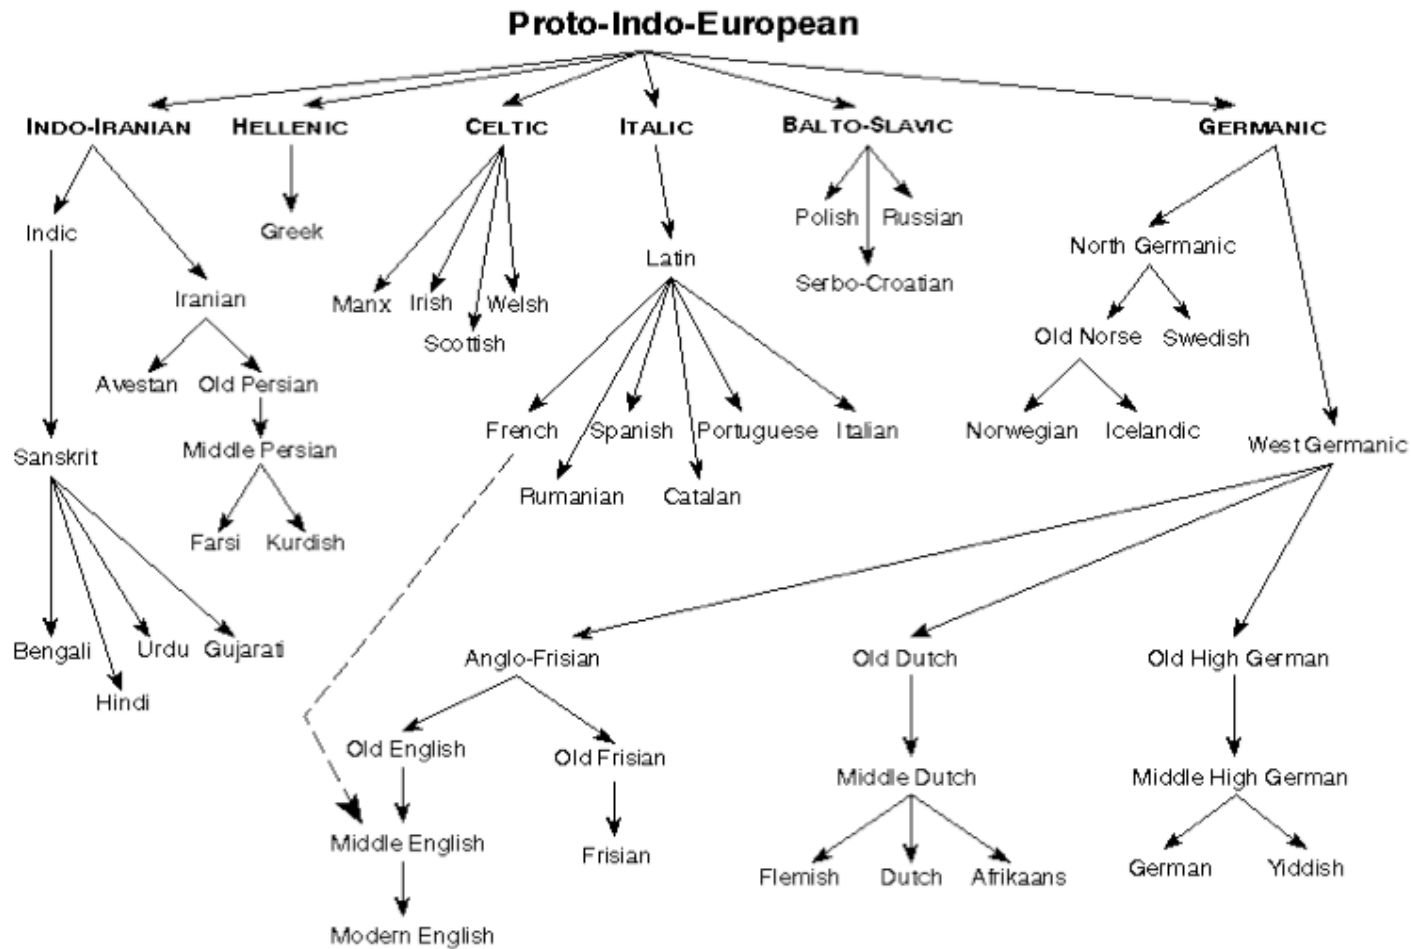 Proto-Indo-European
INDO-IRANIAN HELLENIC CELTIC ITALIC BALTO-SLAVIC GERMANIC
Polish Russian
Indic Greek North Germanic
Latin
Serbo-Croatian
Iranian Manx Irish Welsh
Scottish Old Norse Swedish
Avestan Old Persian
French Spanish Portuguese Italian Norwegian Icelandic
West Germanic
Sanskrit Middle Persian
Rumanian Catalan
Farsi Kurdish
Bengali Urdu Gujarati
Anglo-Frisian Old Dutch Old High German
Hindi
Old English Old Frisian
Middle Dutch Middle High German
Middle English Frisian
German Yiddish
Flemish Dutch Afrikaans
Modern English